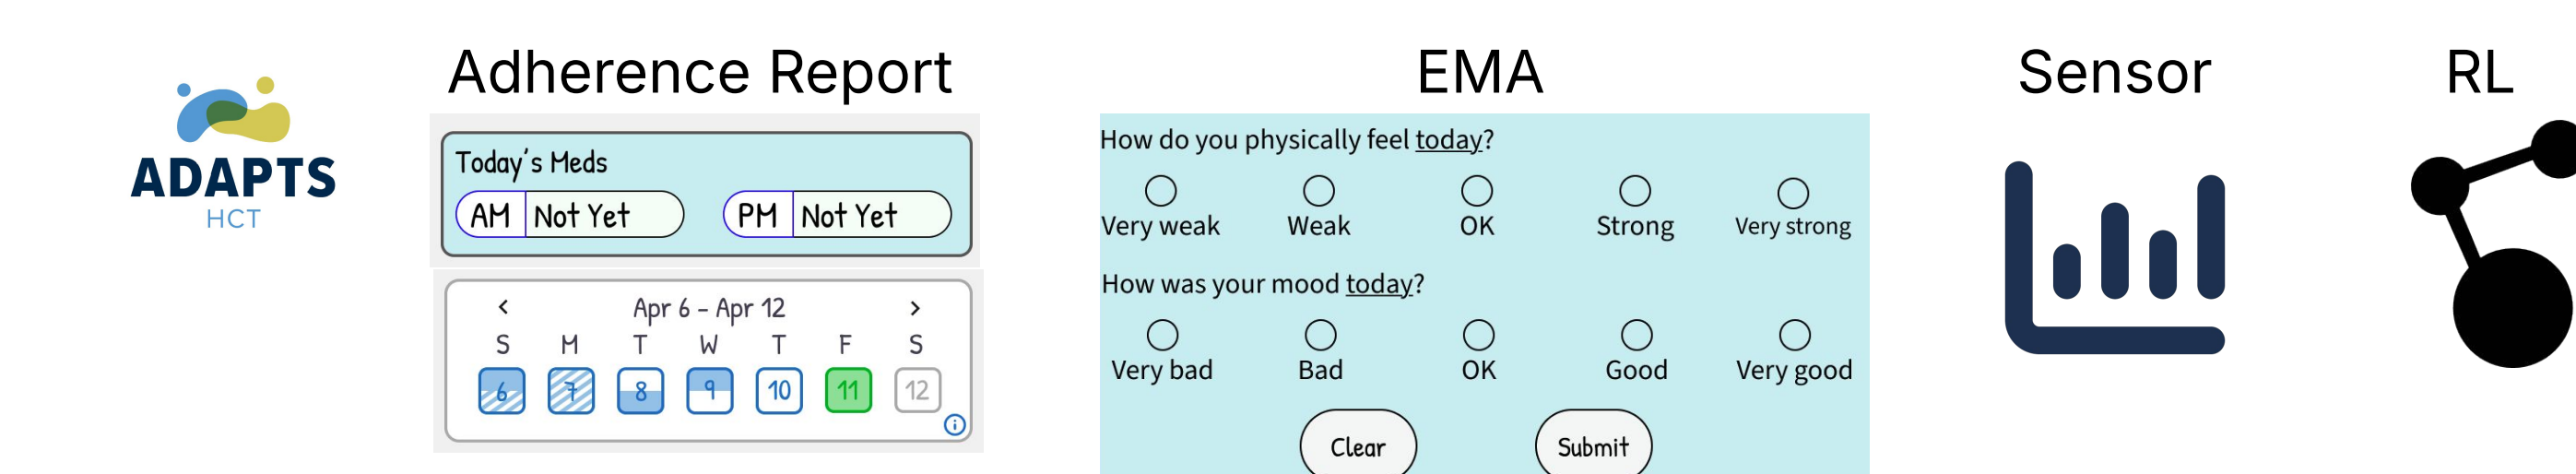 ADAPTS
HCT
Adherence Report
Today's Meds
AM Not Yet PM Not Yet
< Apr 6 - Apr 12 >
S M T W T F S
6 7 8 9 10 11 12
i
EMA
How do you physically feel today?
Very weak Weak OK Strong Very strong
How was your mood today?
Very bad Bad OK Good Very good
Clear Submit
Sensor
RL